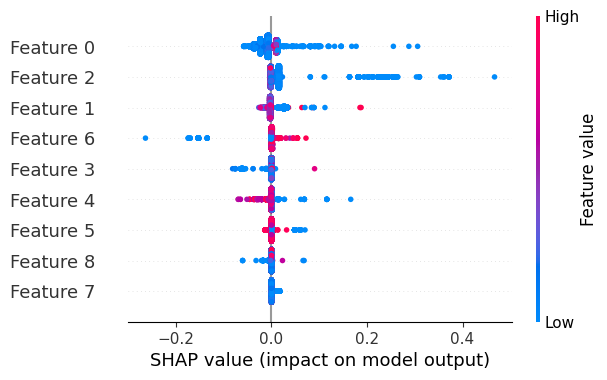 High
Feature 0
Feature 2
Feature 1
Feature 6
Feature 3
Feature 4
Feature 5
Feature 8
Feature 7
Feature value
Low
−0.2 0.0 0.2 0.4
SHAP value (impact on model output)